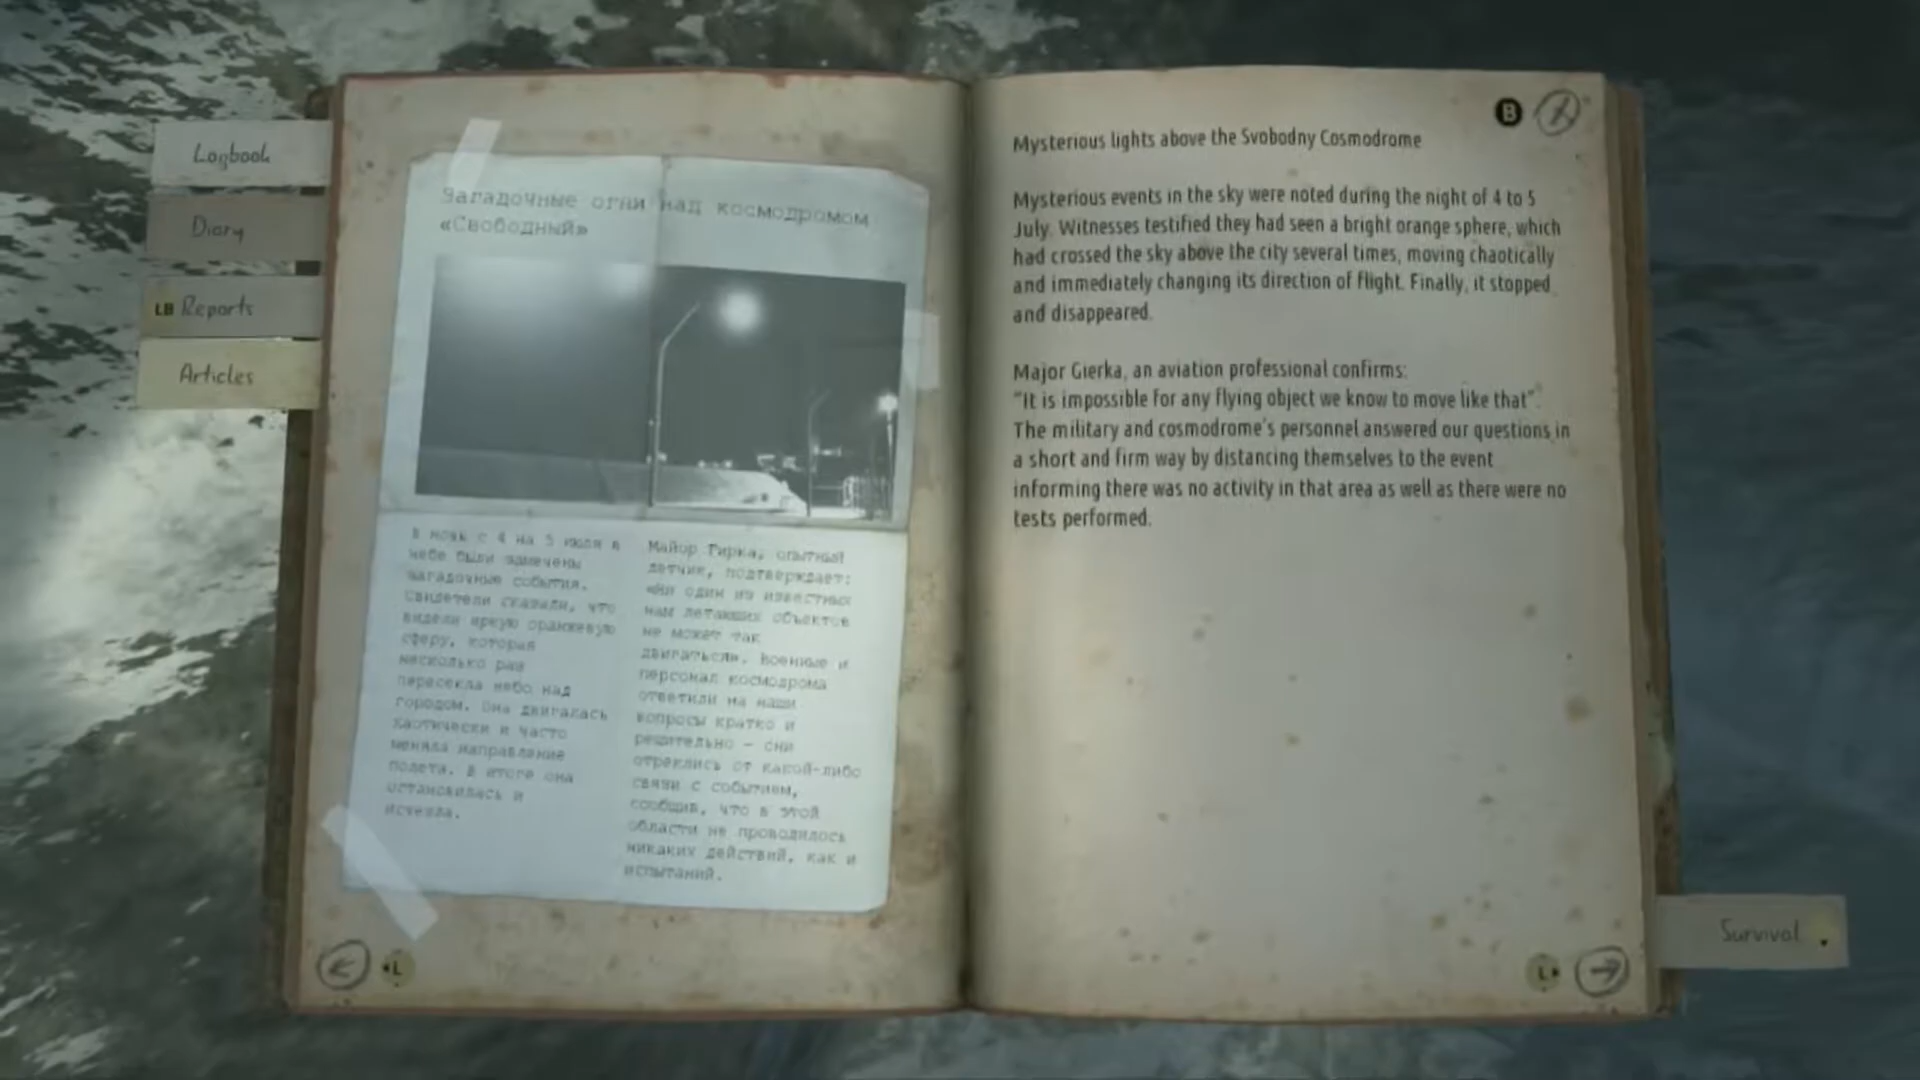 Logbook
Diary
LB Reports
Articles
Загадочные огни над космодромом
«Свободный»
В ночь с 4 на 5 июля в
небе были замечены
загадочные события.
Свидетели сказали, что
видели яркую оранжевую
сферу, которая
несколько раз
пересекла небо над
городом. Она двигалась
хаотически и часто
меняла направление
полета. В итоге она
остановилась и
исчезла.
Майор Гирка, опытный
летчик, подтверждает:
«Ни один из известных
нам летающих объектов
не может так
двигаться». Военные и
персонал космодрома
ответили на наши
вопросы кратко и
решительно – они
отреклись от какой-либо
связи с событием,
сообщив, что в этой
области не проводилось
никаких действий, как и
испытаний.
L
B
Mysterious lights above the Svobodny Cosmodrome
Mysterious events in the sky were noted during the night of 4 to 5
July. Witnesses testified they had seen a bright orange sphere, which
had crossed the sky above the city several times, moving chaotically
and immediately changing its direction of flight. Finally, it stopped
and disappeared.
Major Gierka, an aviation professional confirms:
"It is impossible for any flying object we know to move like that".
The military and cosmodrome's personnel answered our questions in
a short and firm way by distancing themselves to the event
informing there was no activity in that area as well as there were no
tests performed.
L
Survival